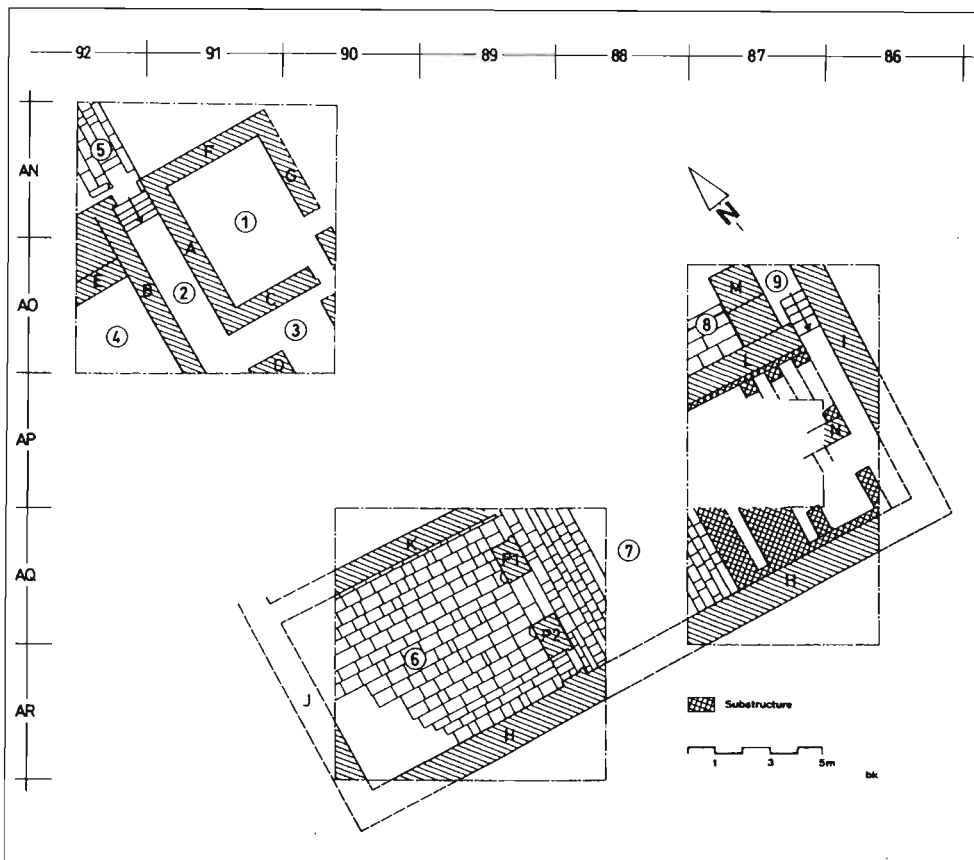 92 91 90 89 88 87 86
AN
AO
AP
AQ
AR
5
F
G
1
A
E
B
2
C
3
4
D
N
M
9
8
L
I
N
K
P1
7
6
P2
H
J
H
Substructure
1 3 5m
bk